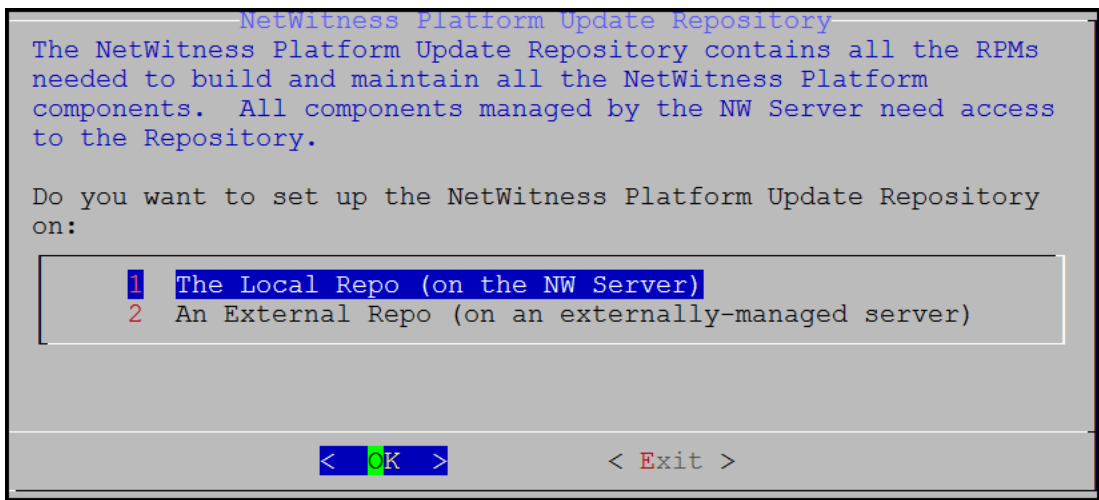 NetWitness Platform Update Repository
The NetWitness Platform Update Repository contains all the RPMs
needed to build and maintain all the NetWitness Platform
components.  All components managed by the NW Server need access
to the Repository.
Do you want to set up the NetWitness Platform Update Repository
on:
1  The Local Repo (on the NW Server)
2  An External Repo (on an externally-managed server)
<  OK  > < Exit >